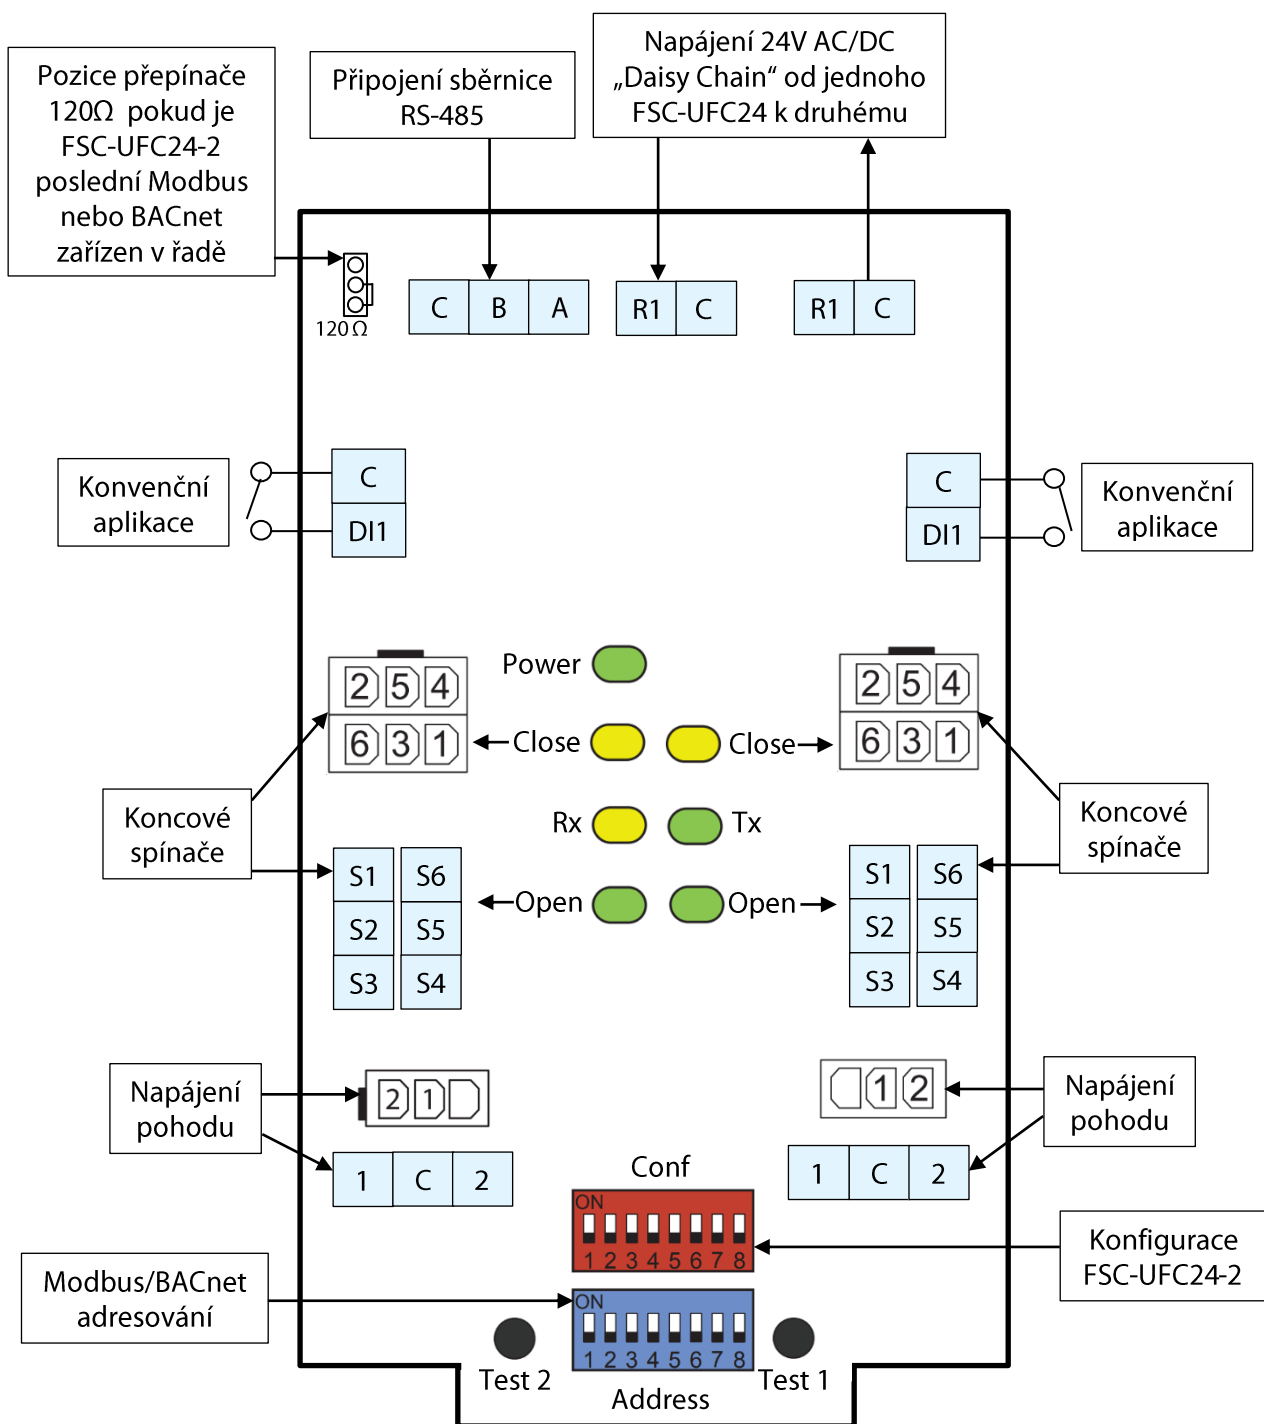 Pozice přepínače
120Ω pokud je
FSC-UFC24-2
poslední Modbus
nebo BACnet
zařízen v řadě
Připojení sběrnice
RS-485
Napájení 24V AC/DC
„Daisy Chain“ od jednoho
FSC-UFC24 k druhému
120 Ω
C B A
R1 C
R1 C
Konvenční
aplikace
C
DI1
C
DI1
Konvenční
aplikace
2 5 4
6 3 1
Power
Close
Close
2 5 4
6 3 1
Koncové
spínače
Rx
Tx
Koncové
spínače
S1 S6
S2 S5
S3 S4
Open
Open
S1 S6
S2 S5
S3 S4
Napájení
pohodu
2 1
1 C 2
1 2
1 C 2
Napájení
pohodu
Conf
ON
1 2 3 4 5 6 7 8
Konfigurace
FSC-UFC24-2
Modbus/BACnet
adresování
ON
1 2 3 4 5 6 7 8
Test 2
Test 1
Address